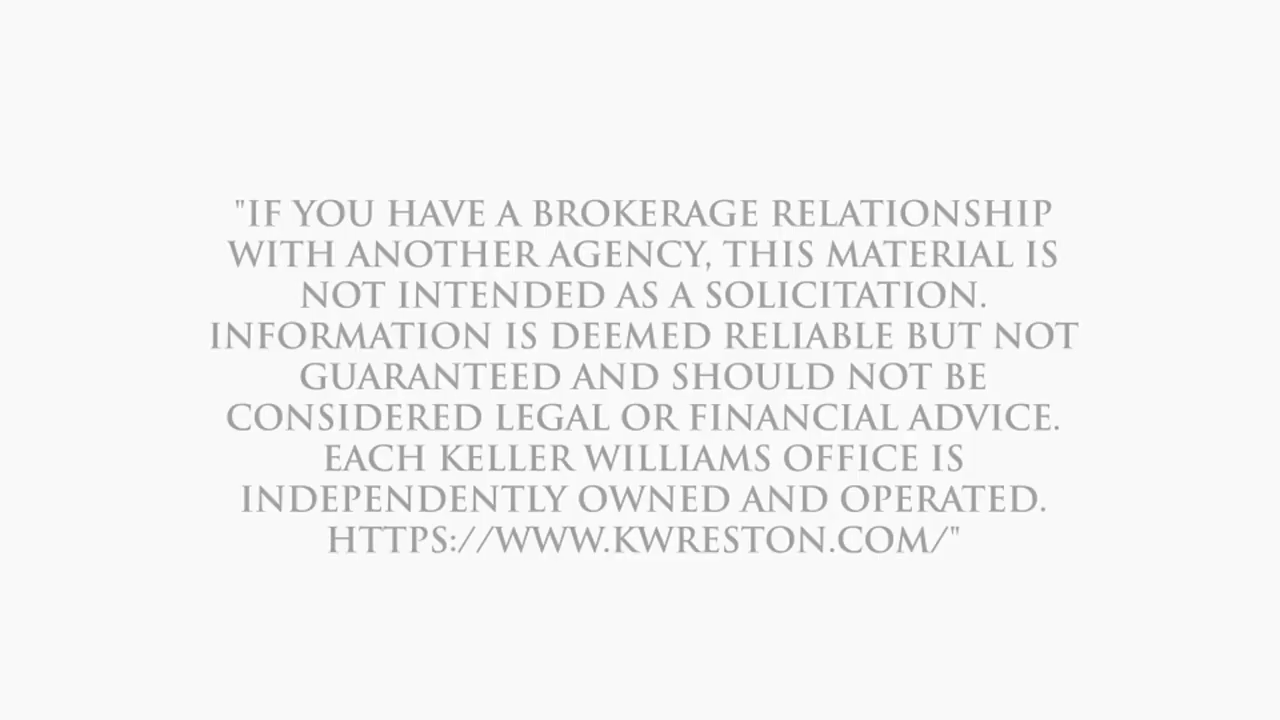 "IF YOU HAVE A BROKERAGE RELATIONSHIP
WITH ANOTHER AGENCY, THIS MATERIAL IS
NOT INTENDED AS A SOLICITATION.
INFORMATION IS DEEMED RELIABLE BUT NOT
GUARANTEED AND SHOULD NOT BE
CONSIDERED LEGAL OR FINANCIAL ADVICE.
EACH KELLER WILLIAMS OFFICE IS
INDEPENDENTLY OWNED AND OPERATED.
HTTPS://WWW.KWRESTON.COM/"